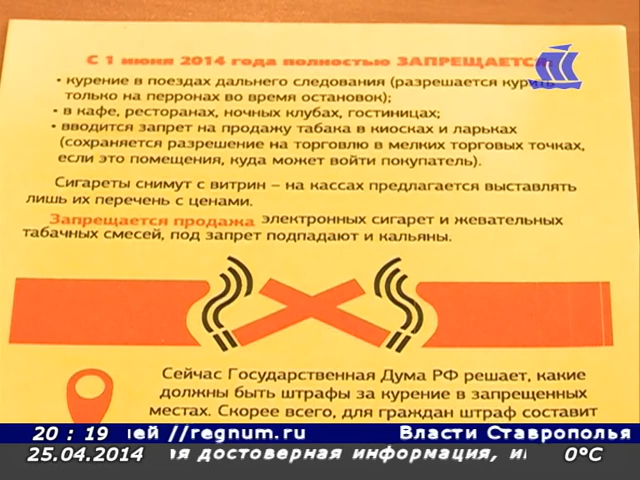 С 1 июня 2014 года полностью ЗАПРЕЩАЕТСЯ:
• курение в поездах дальнего следования (разрешается курить
только на перронах во время остановок);
• в кафе, ресторанах, ночных клубах, гостиницах;
• вводится запрет на продажу табака в киосках и ларьках
(сохраняется разрешение на торговлю в мелких торговых точках,
если это помещения, куда может войти покупатель).
Сигареты снимут с витрин – на кассах предлагается выставлять
лишь их перечень с ценами.
Запрещается продажа электронных сигарет и жевательных
табачных смесей, под запрет подпадают и кальяны.
Сейчас Государственная Дума РФ решает, какие
должны быть штрафы за курение в запрещенных
местах. Скорее всего, для граждан штраф составит
20 : 19 //regnum.ru Власти Ставрополья
25.04.2014 достоверная информация, 0°C